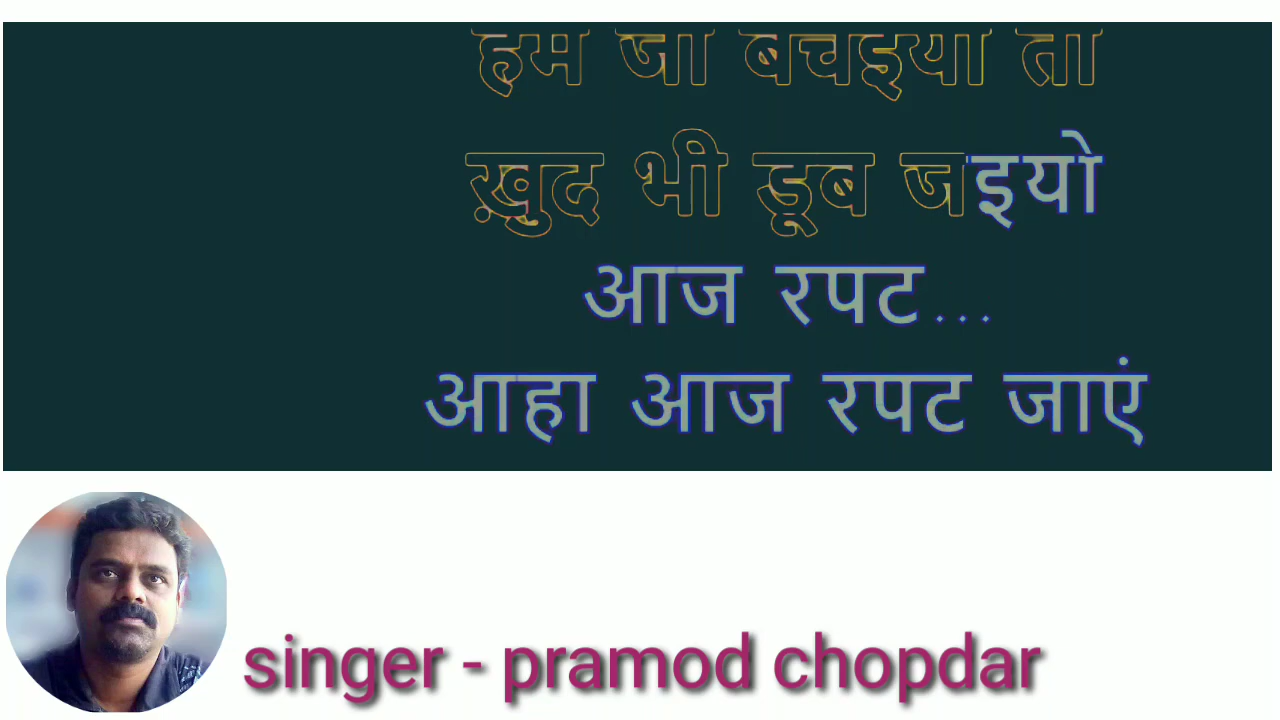 हम जो बचइयो तो
ख़ुद भी डूब जइयो
आज रपट...
आहा आज रपट जाएं
singer - pramod chopdar